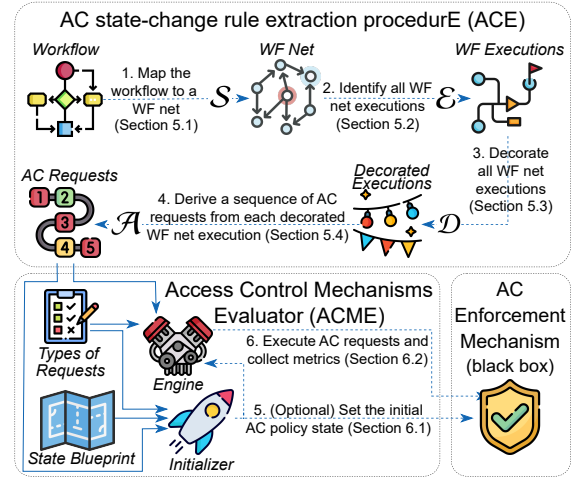 AC state-change rule extraction procedurE (ACE)
Workflow
WF Net
WF Executions
1. Map the
workflow to a
WF net
(Section 5.1)
S
2. Identify all WF
net executions
(Section 5.2)
E
3. Decorate
all WF net
executions
(Section 5.3)
AC Requests
1 2
3
4 5
A
4. Derive a sequence of AC
requests from each decorated
WF net execution (Section 5.4)
Decorated
Executions
D
Access Control Mechanisms
Evaluator (ACME)
AC
Enforcement
Mechanism
(black box)
Types of
Requests
Engine
6. Execute AC requests and
collect metrics (Section 6.2)
5. (Optional) Set the initial
AC policy state (Section 6.1)
State Blueprint
Initializer